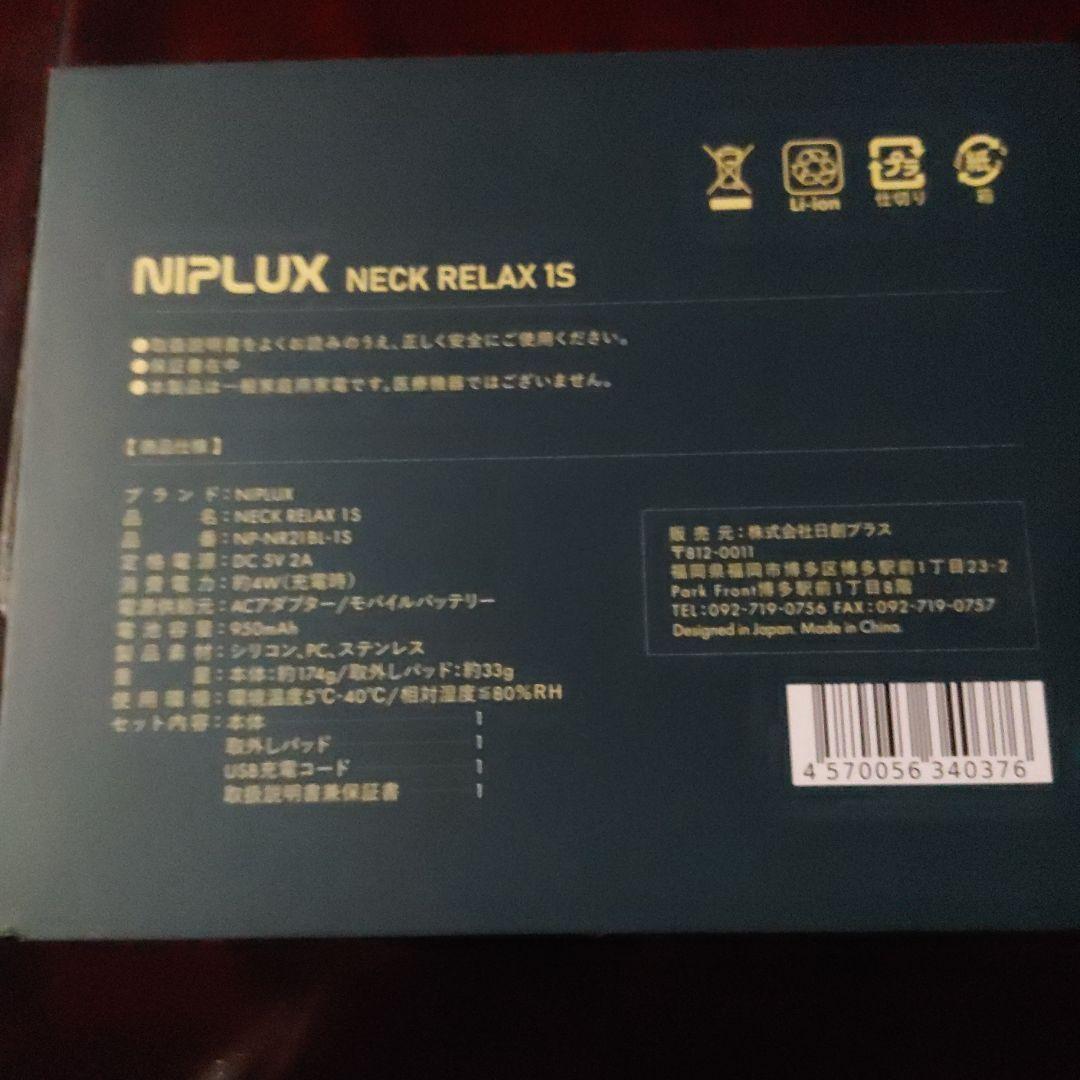 Li-ion
プラ
仕切り
紙
箱
NIPLUX NECK RELAX 1S
●取扱説明書をよくお読みのうえ、正しく安全にご使用ください。
●保証書在中
●本製品は一般家庭用家電です。医療機器ではございません。
【商品仕様】
ブランド:NIPLUX
品名:NECK RELAX 1S
品番:NP-NR21BL-1S
定格電源:DC 5V 2A
消費電力:約4W(充電時)
電源供給元:ACアダプター/モバイルバッテリー
電池容量:950mAh
製品素材:シリコン、PC、ステンレス
重量:本体:約174g/取外しパッド:約33g
使用環境:環境温度5℃-40℃/相対湿度≦80%RH
セット内容:本体 1
取外しパッド 1
USB充電コード 1
取扱説明書兼保証書 1
販売元:株式会社日創プラス
〒812-0011
福岡県福岡市博多区博多駅前1丁目23-2
Park Front博多駅前1丁目8階
TEL:092-719-0756 FAX:092-719-0757
Designed in Japan. Made in China.
4 570056 340376